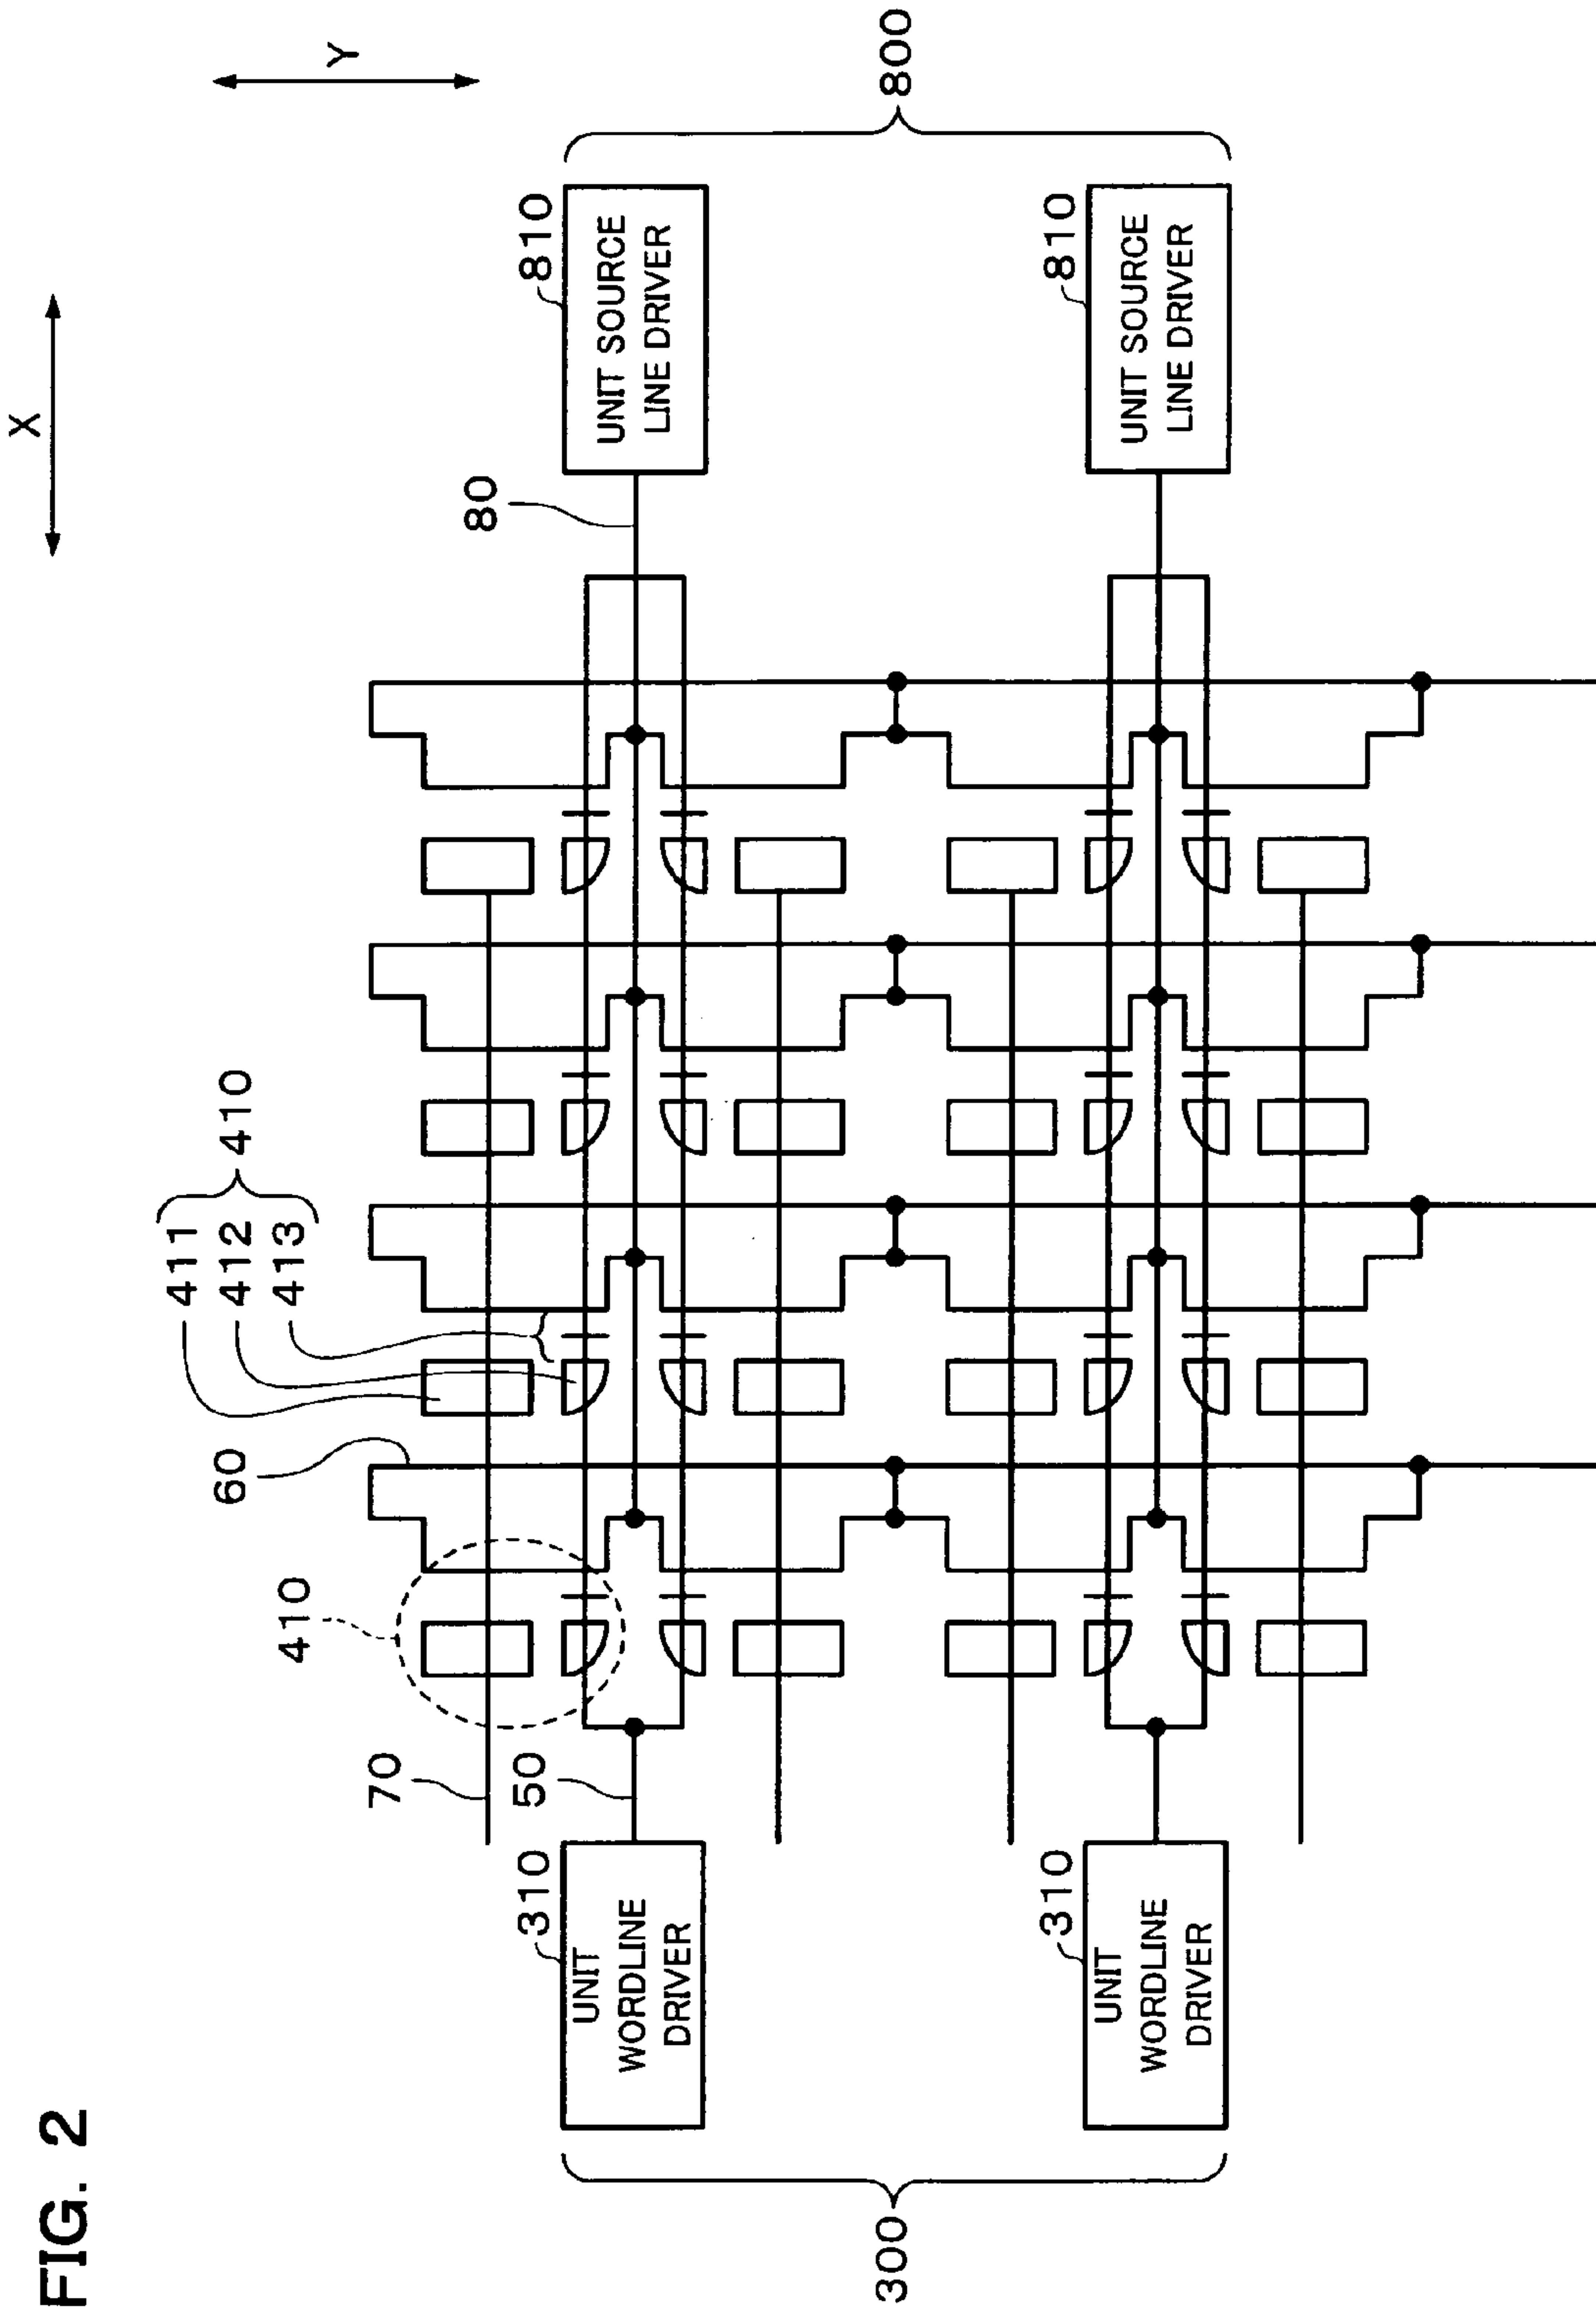 FIG. 2
X
Y
300
310
UNIT
WORDLINE
DRIVER
310
UNIT
WORDLINE
DRIVER
70
50
410
60
411
412
413
410
80
810
UNIT SOURCE
LINE DRIVER
810
UNIT SOURCE
LINE DRIVER
800